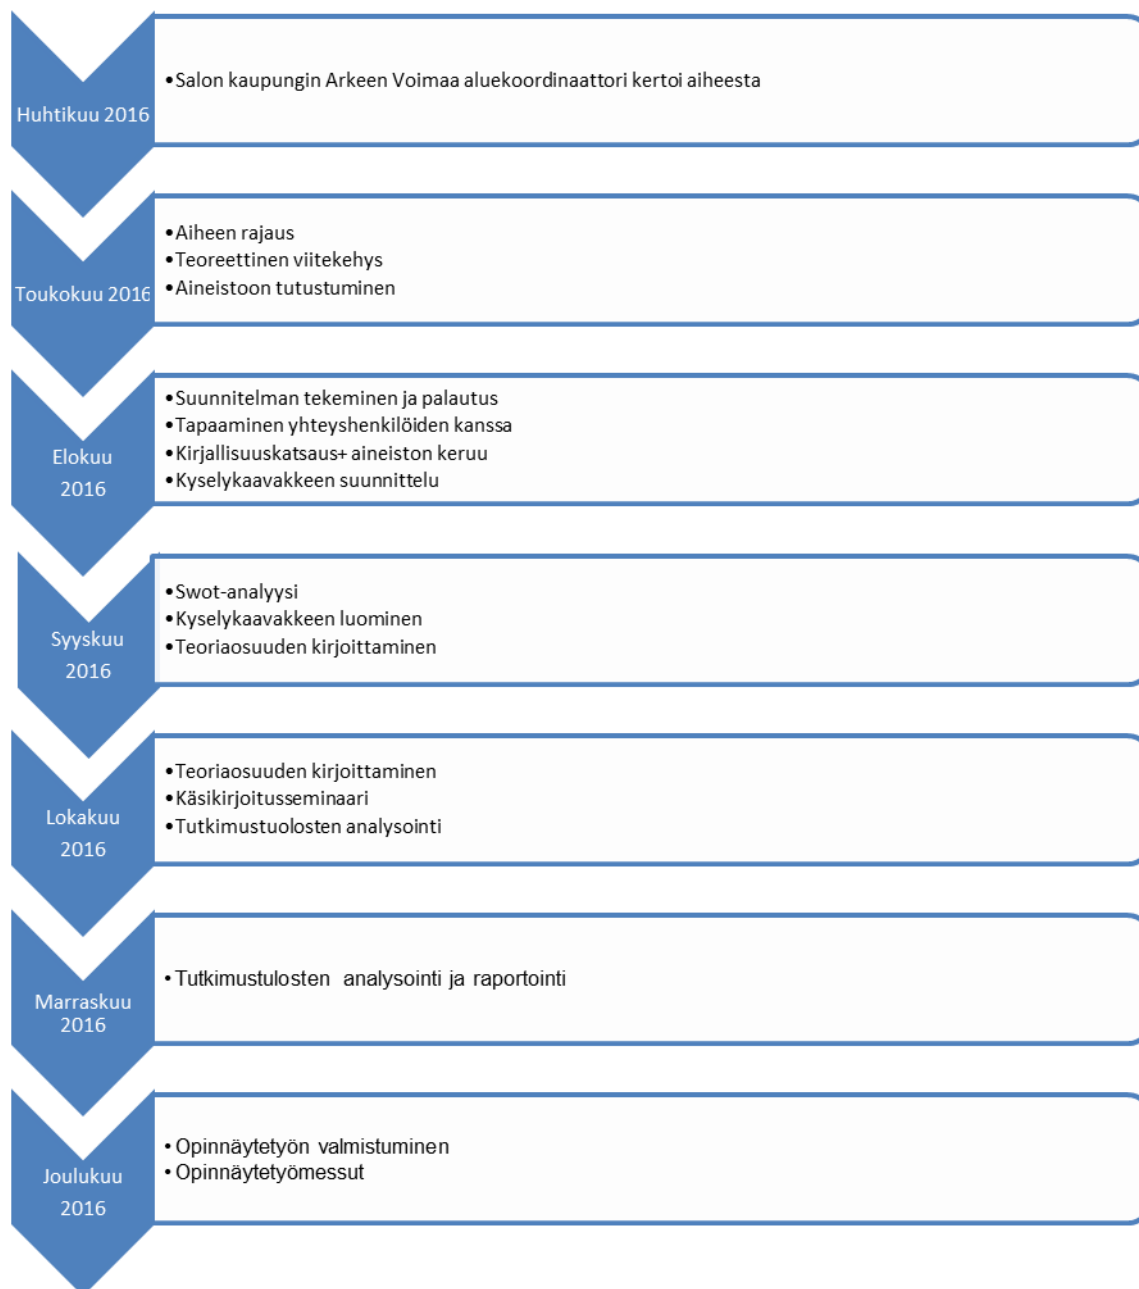 Huhtikuu 2016
•Salon kaupungin Arkeen Voimaa aluekoordinaattori kertoi aiheesta
Toukokuu 2016
•Aiheen rajaus
•Teoreettinen viitekehys
•Aineistoon tutustuminen
Elokuu
2016
•Suunnitelman tekeminen ja palautus
•Tapaaminen yhteyshenkilöiden kanssa
•Kirjallisuuskatsaus+ aineiston keruu
•Kyselykaavakkeen suunnittelu
Syyskuu
2016
•Swot-analyysi
•Kyselykaavakkeen luominen
•Teoriaosuuden kirjoittaminen
Lokakuu
2016
•Teoriaosuuden kirjoittaminen
•Käsikirjoitusseminaari
•Tutkimustuolosten analysointi
Marraskuu
2016
• Tutkimustulosten analysointi ja raportointi
Joulukuu
2016
• Opinnäytetyön valmistuminen
• Opinnäytetyömessut